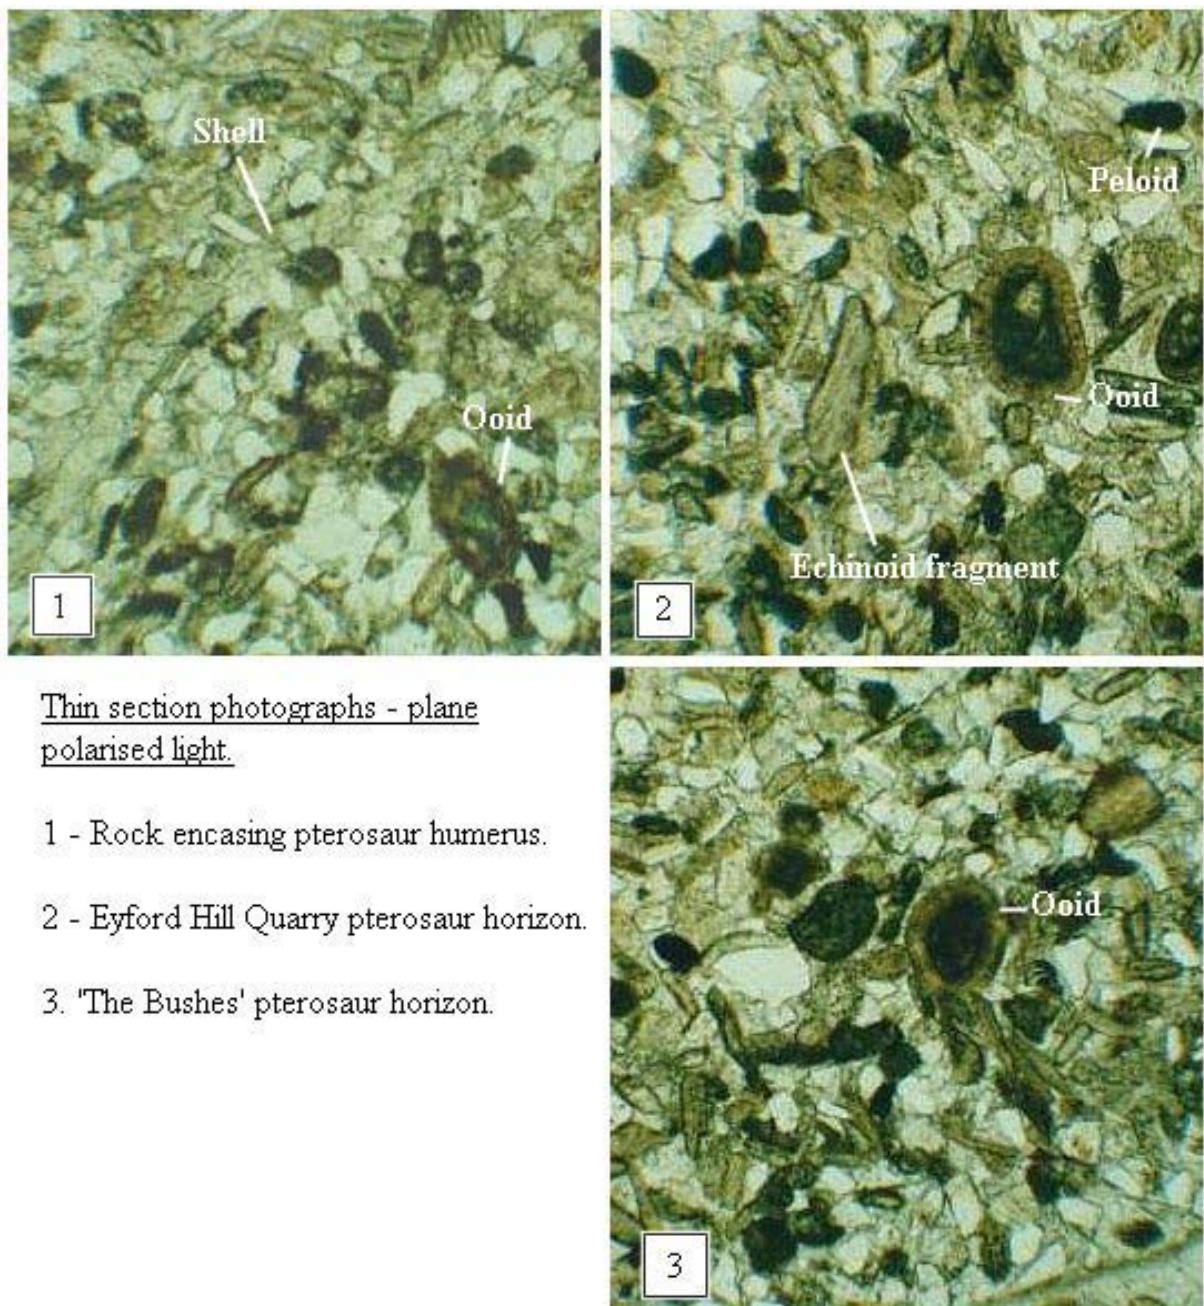 Shell
Ooid
1
Peloid
Ooid
Echinoid fragment
2
Thin section photographs - plane
polarised light.
1 - Rock encasing pterosaur humerus.
2 - Eyford Hill Quarry pterosaur horizon.
3. 'The Bushes' pterosaur horizon.
Ooid
3